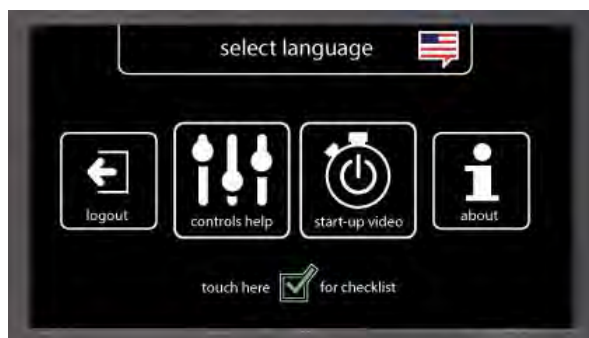 select language
logout
controls help
start-up video
about
touch here for checklist